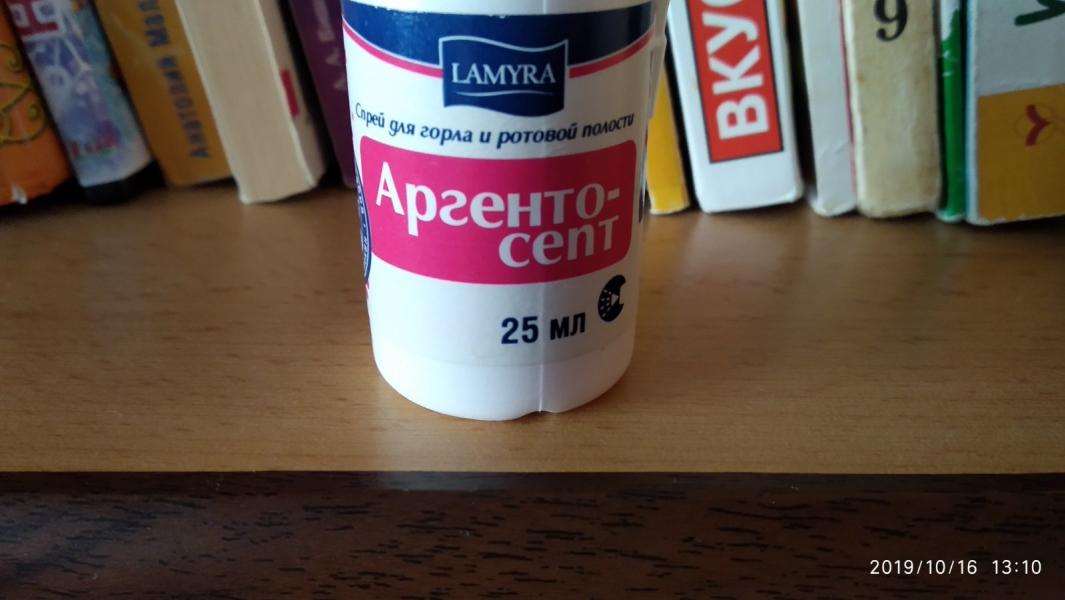 LAMYRA
Спрей для горла и ротовой полости
Аргенто-
септ
25 мл
ВКУС
9
2019/10/16 13:10